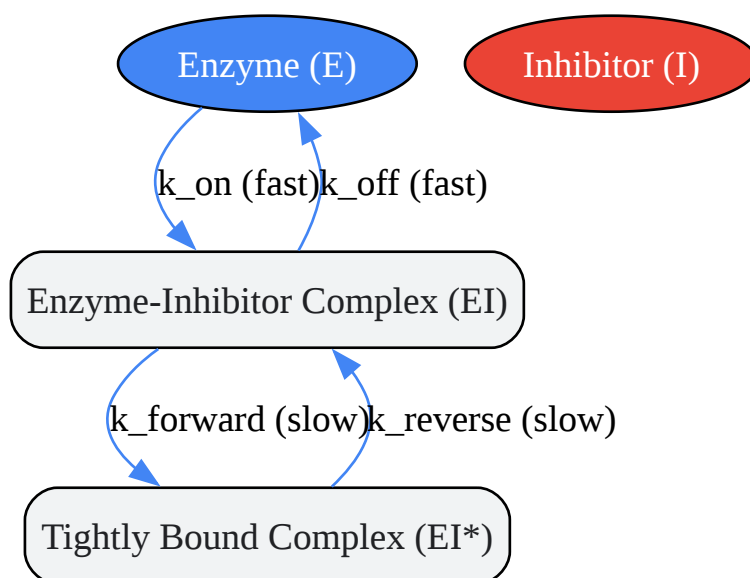 Enzyme (E)
Inhibitor (I)
k_on (fast)
k_off (fast)
Enzyme-Inhibitor Complex (EI)
k_forward (slow)
k_reverse (slow)
Tightly Bound Complex (EI*)